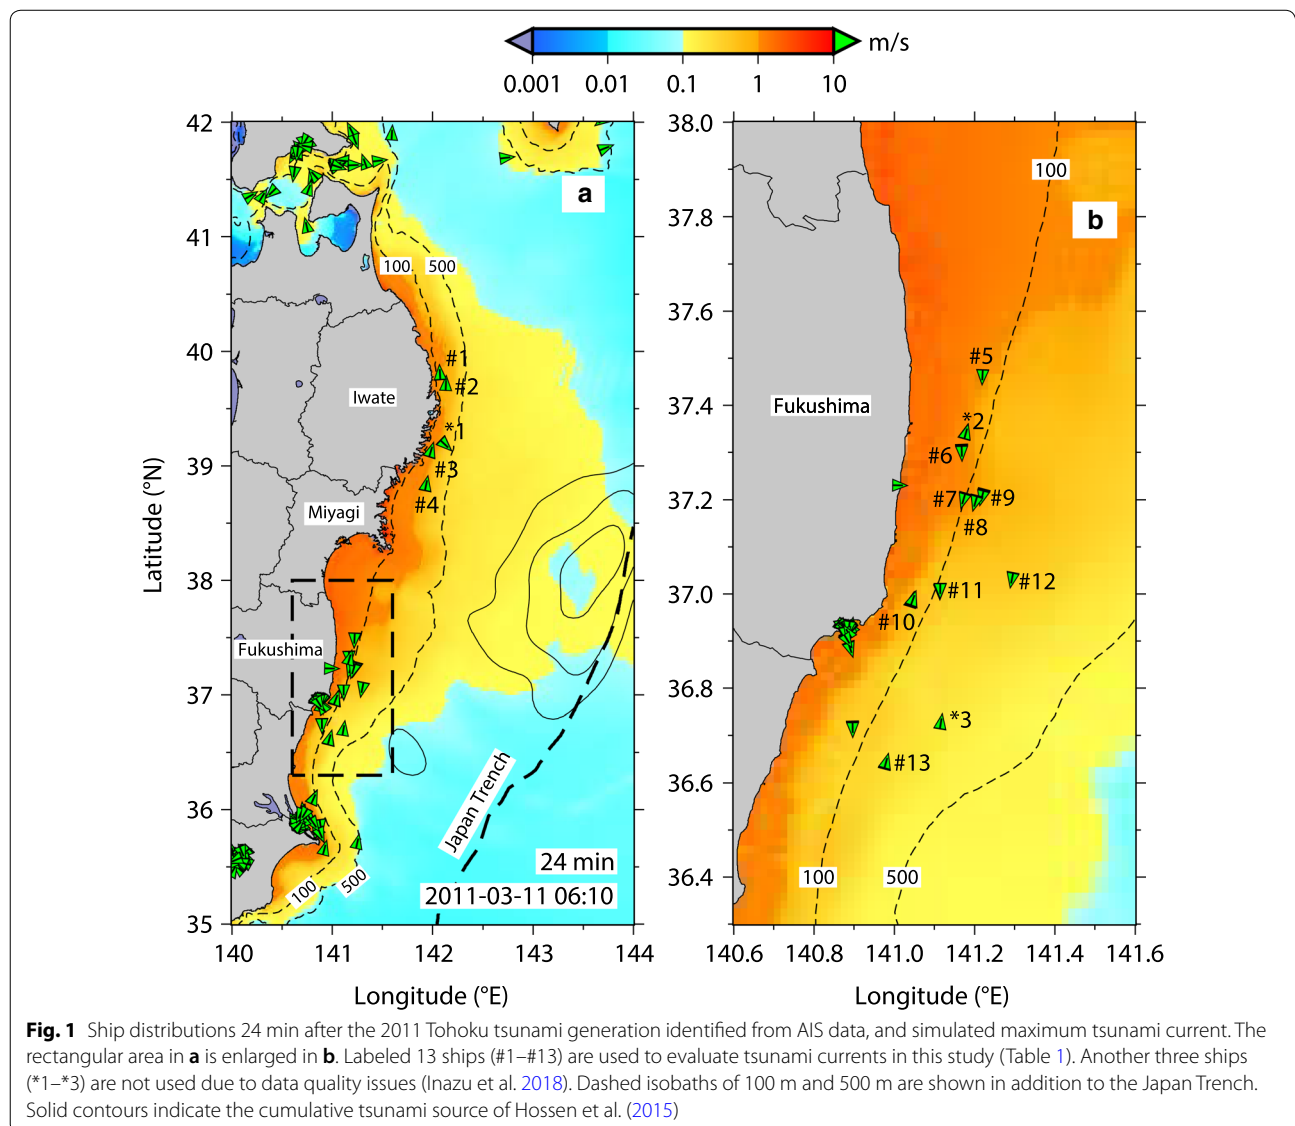 m/s
0.001 0.01 0.1 1 10
a
42
41
40
39
38
37
36
35
140 141 142 143 144
Latitude (°N)
Longitude (°E)
100 500
#1
#2
*1
#3
#4
Iwate
Miyagi
Fukushima
Japan Trench
24 min
2011-03-11 06:10
100 500
b
38.0
37.8
37.6
37.4
37.2
37.0
36.8
36.6
36.4
140.6 140.8 141.0 141.2 141.4 141.6
Longitude (°E)
100
#5
Fukushima
*2
#6
#7 #9
#8
#11 #12
#10
*3
#13
100 500
Fig. 1 Ship distributions 24 min after the 2011 Tohoku tsunami generation identified from AIS data, and simulated maximum tsunami current. The
rectangular area in a is enlarged in b. Labeled 13 ships (#1–#13) are used to evaluate tsunami currents in this study (Table 1). Another three ships
(*1–*3) are not used due to data quality issues (Inazu et al. 2018). Dashed isobaths of 100 m and 500 m are shown in addition to the Japan Trench.
Solid contours indicate the cumulative tsunami source of Hossen et al. (2015)